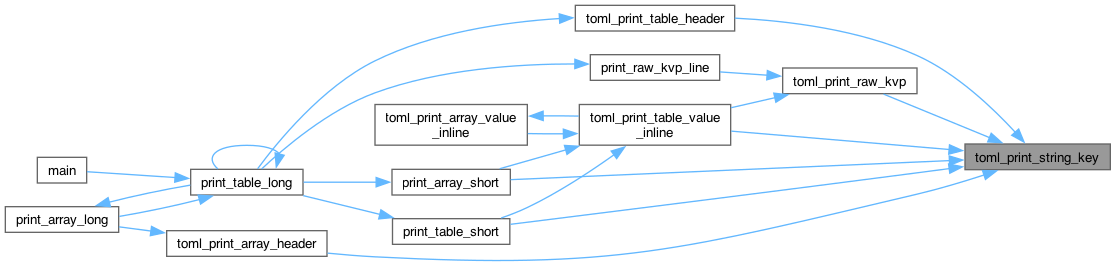 toml_print_table_header
print_raw_kvp_line
toml_print_raw_kvp
toml_print_array_value
_inline
toml_print_table_value
_inline
toml_print_string_key
main
print_table_long
print_array_short
print_array_long
print_table_short
toml_print_array_header